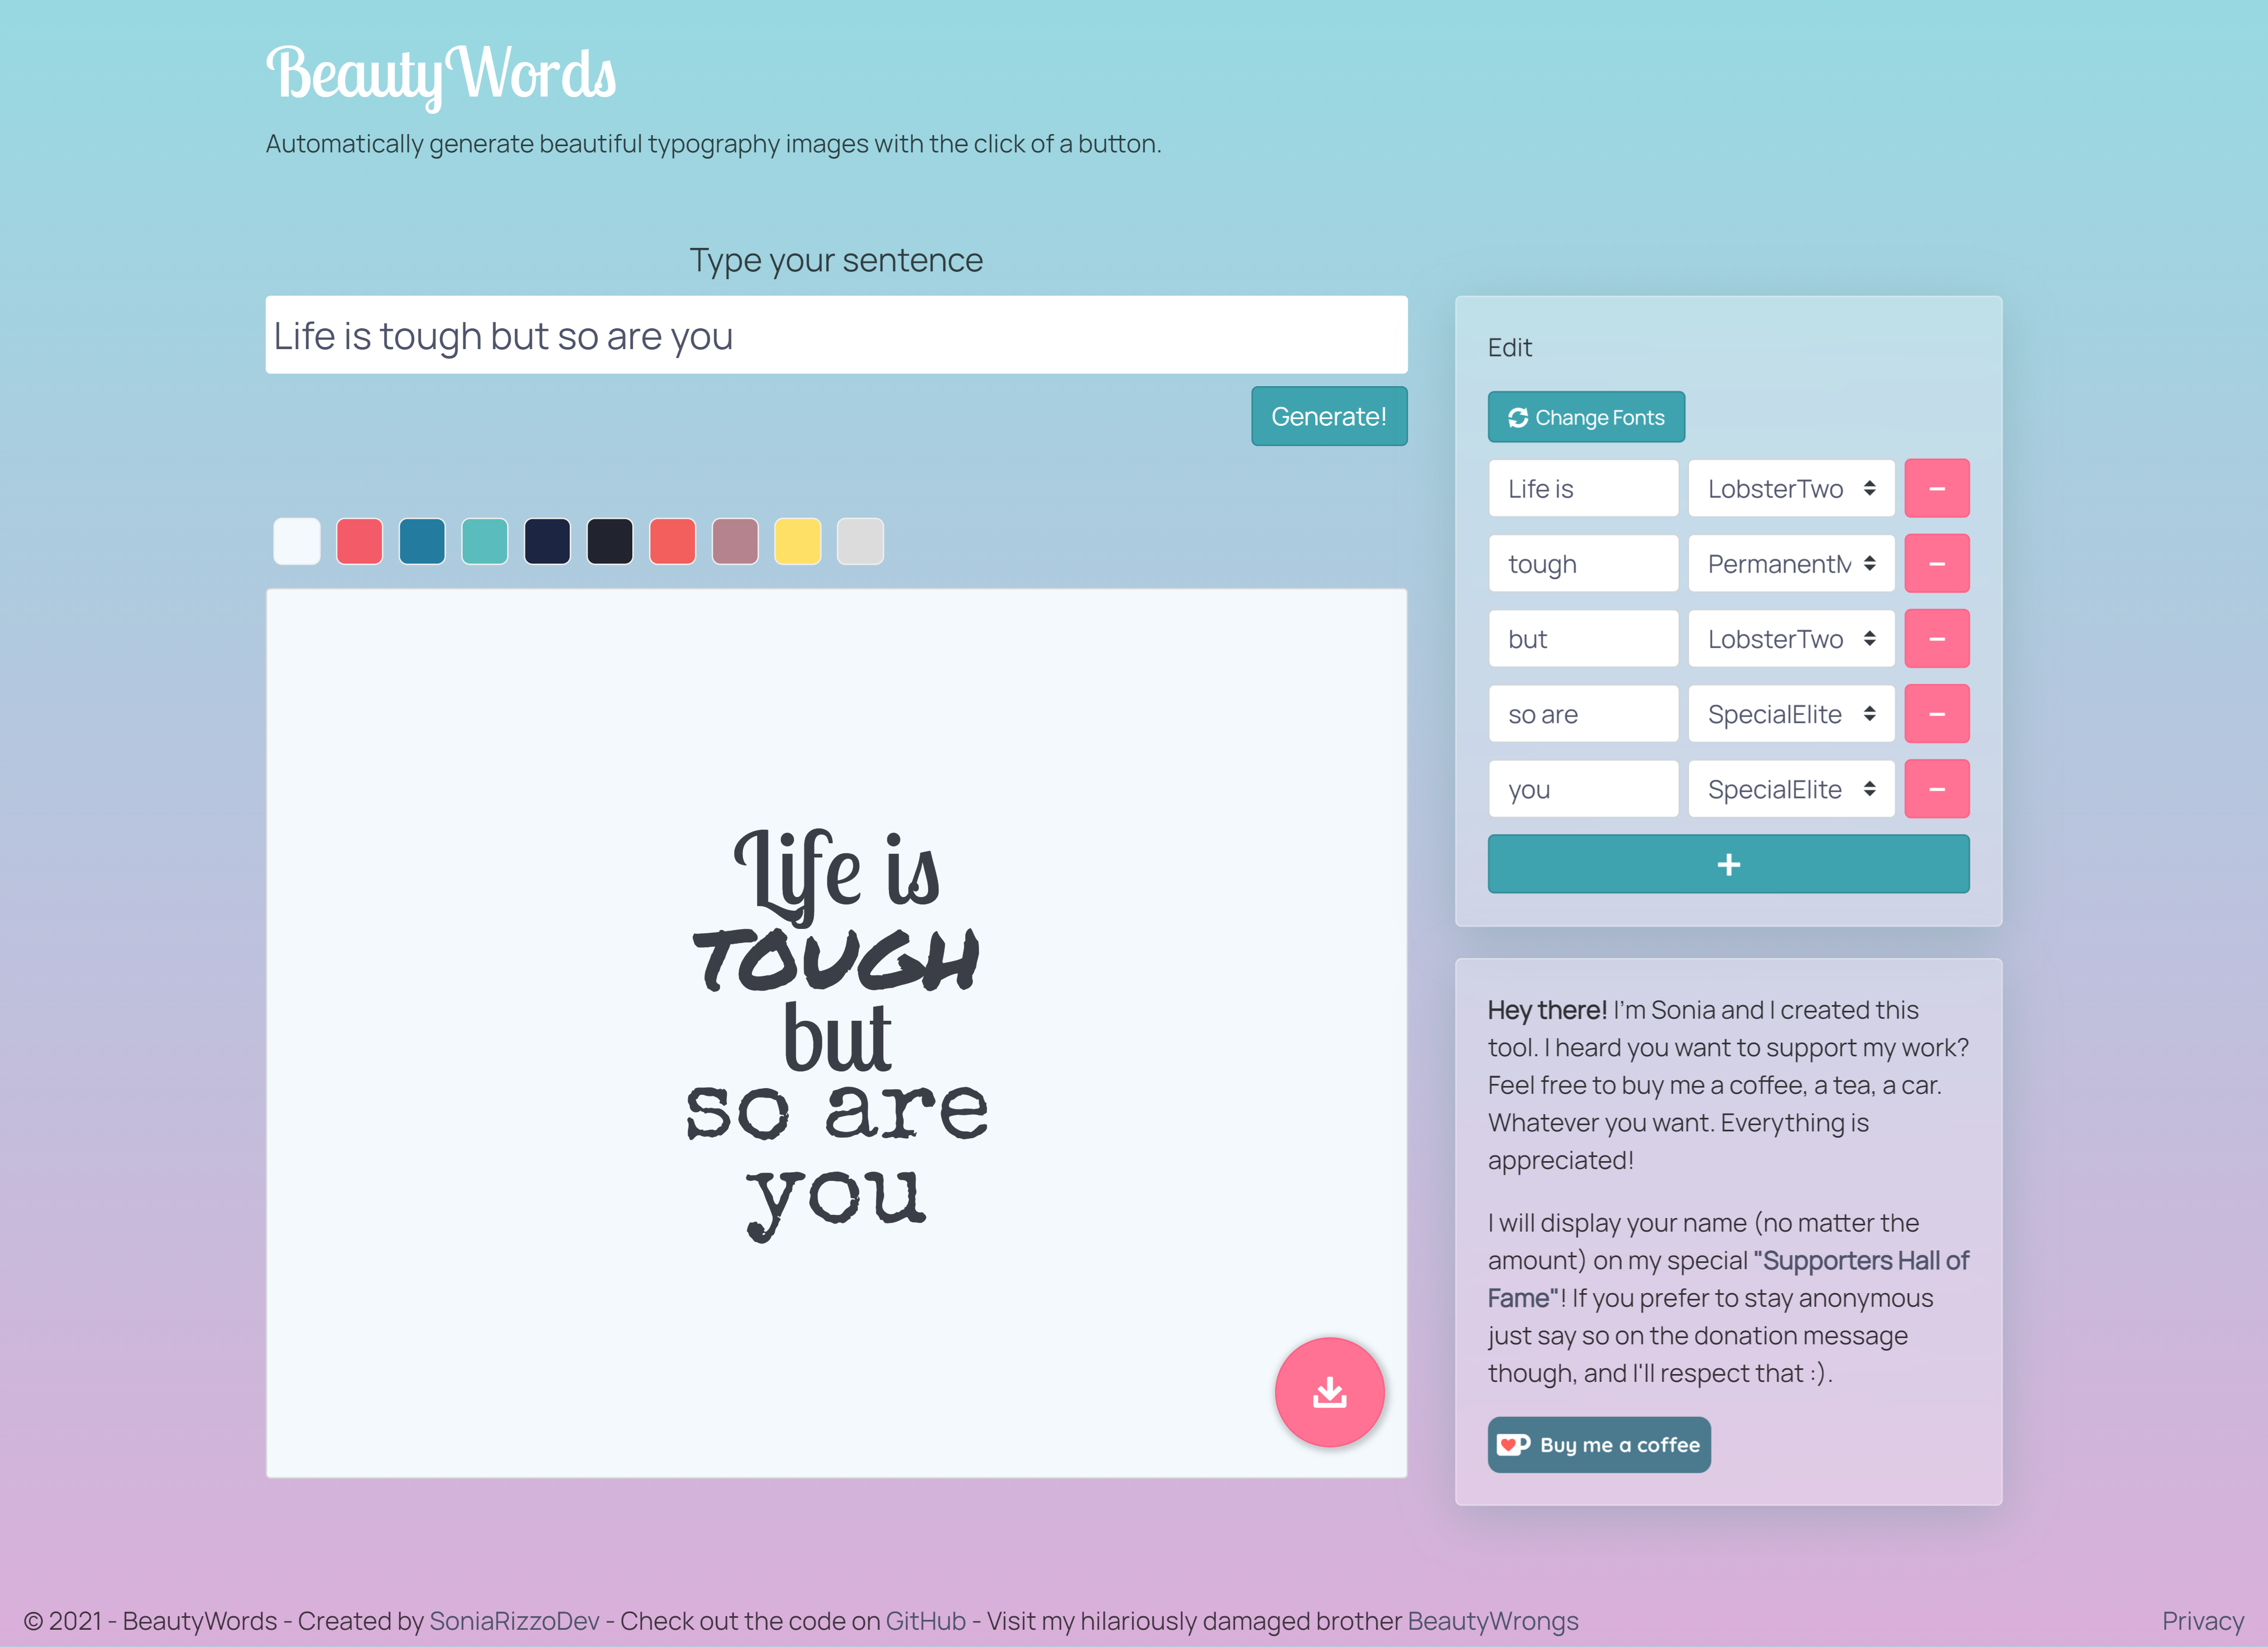 BeautyWords
Automatically generate beautiful typography images with the click of a button.
Type your sentence
Life is tough but so are you
Generate!
Life is
TOUGH
but
so are
you
Edit
Change Fonts
Life is LobsterTwo
tough PermanentM
but LobsterTwo
so are SpecialElite
you SpecialElite
Hey there! I'm Sonia and I created this
tool. I heard you want to support my work?
Feel free to buy me a coffee, a tea, a car.
Whatever you want. Everything is
appreciated!
I will display your name (no matter the
amount) on my special "Supporters Hall of
Fame"! If you prefer to stay anonymous
just say so on the donation message
though, and I'll respect that :).
Buy me a coffee
© 2021 - BeautyWords - Created by SoniaRizzoDev - Check out the code on GitHub - Visit my hilariously damaged brother BeautyWrongs
Privacy